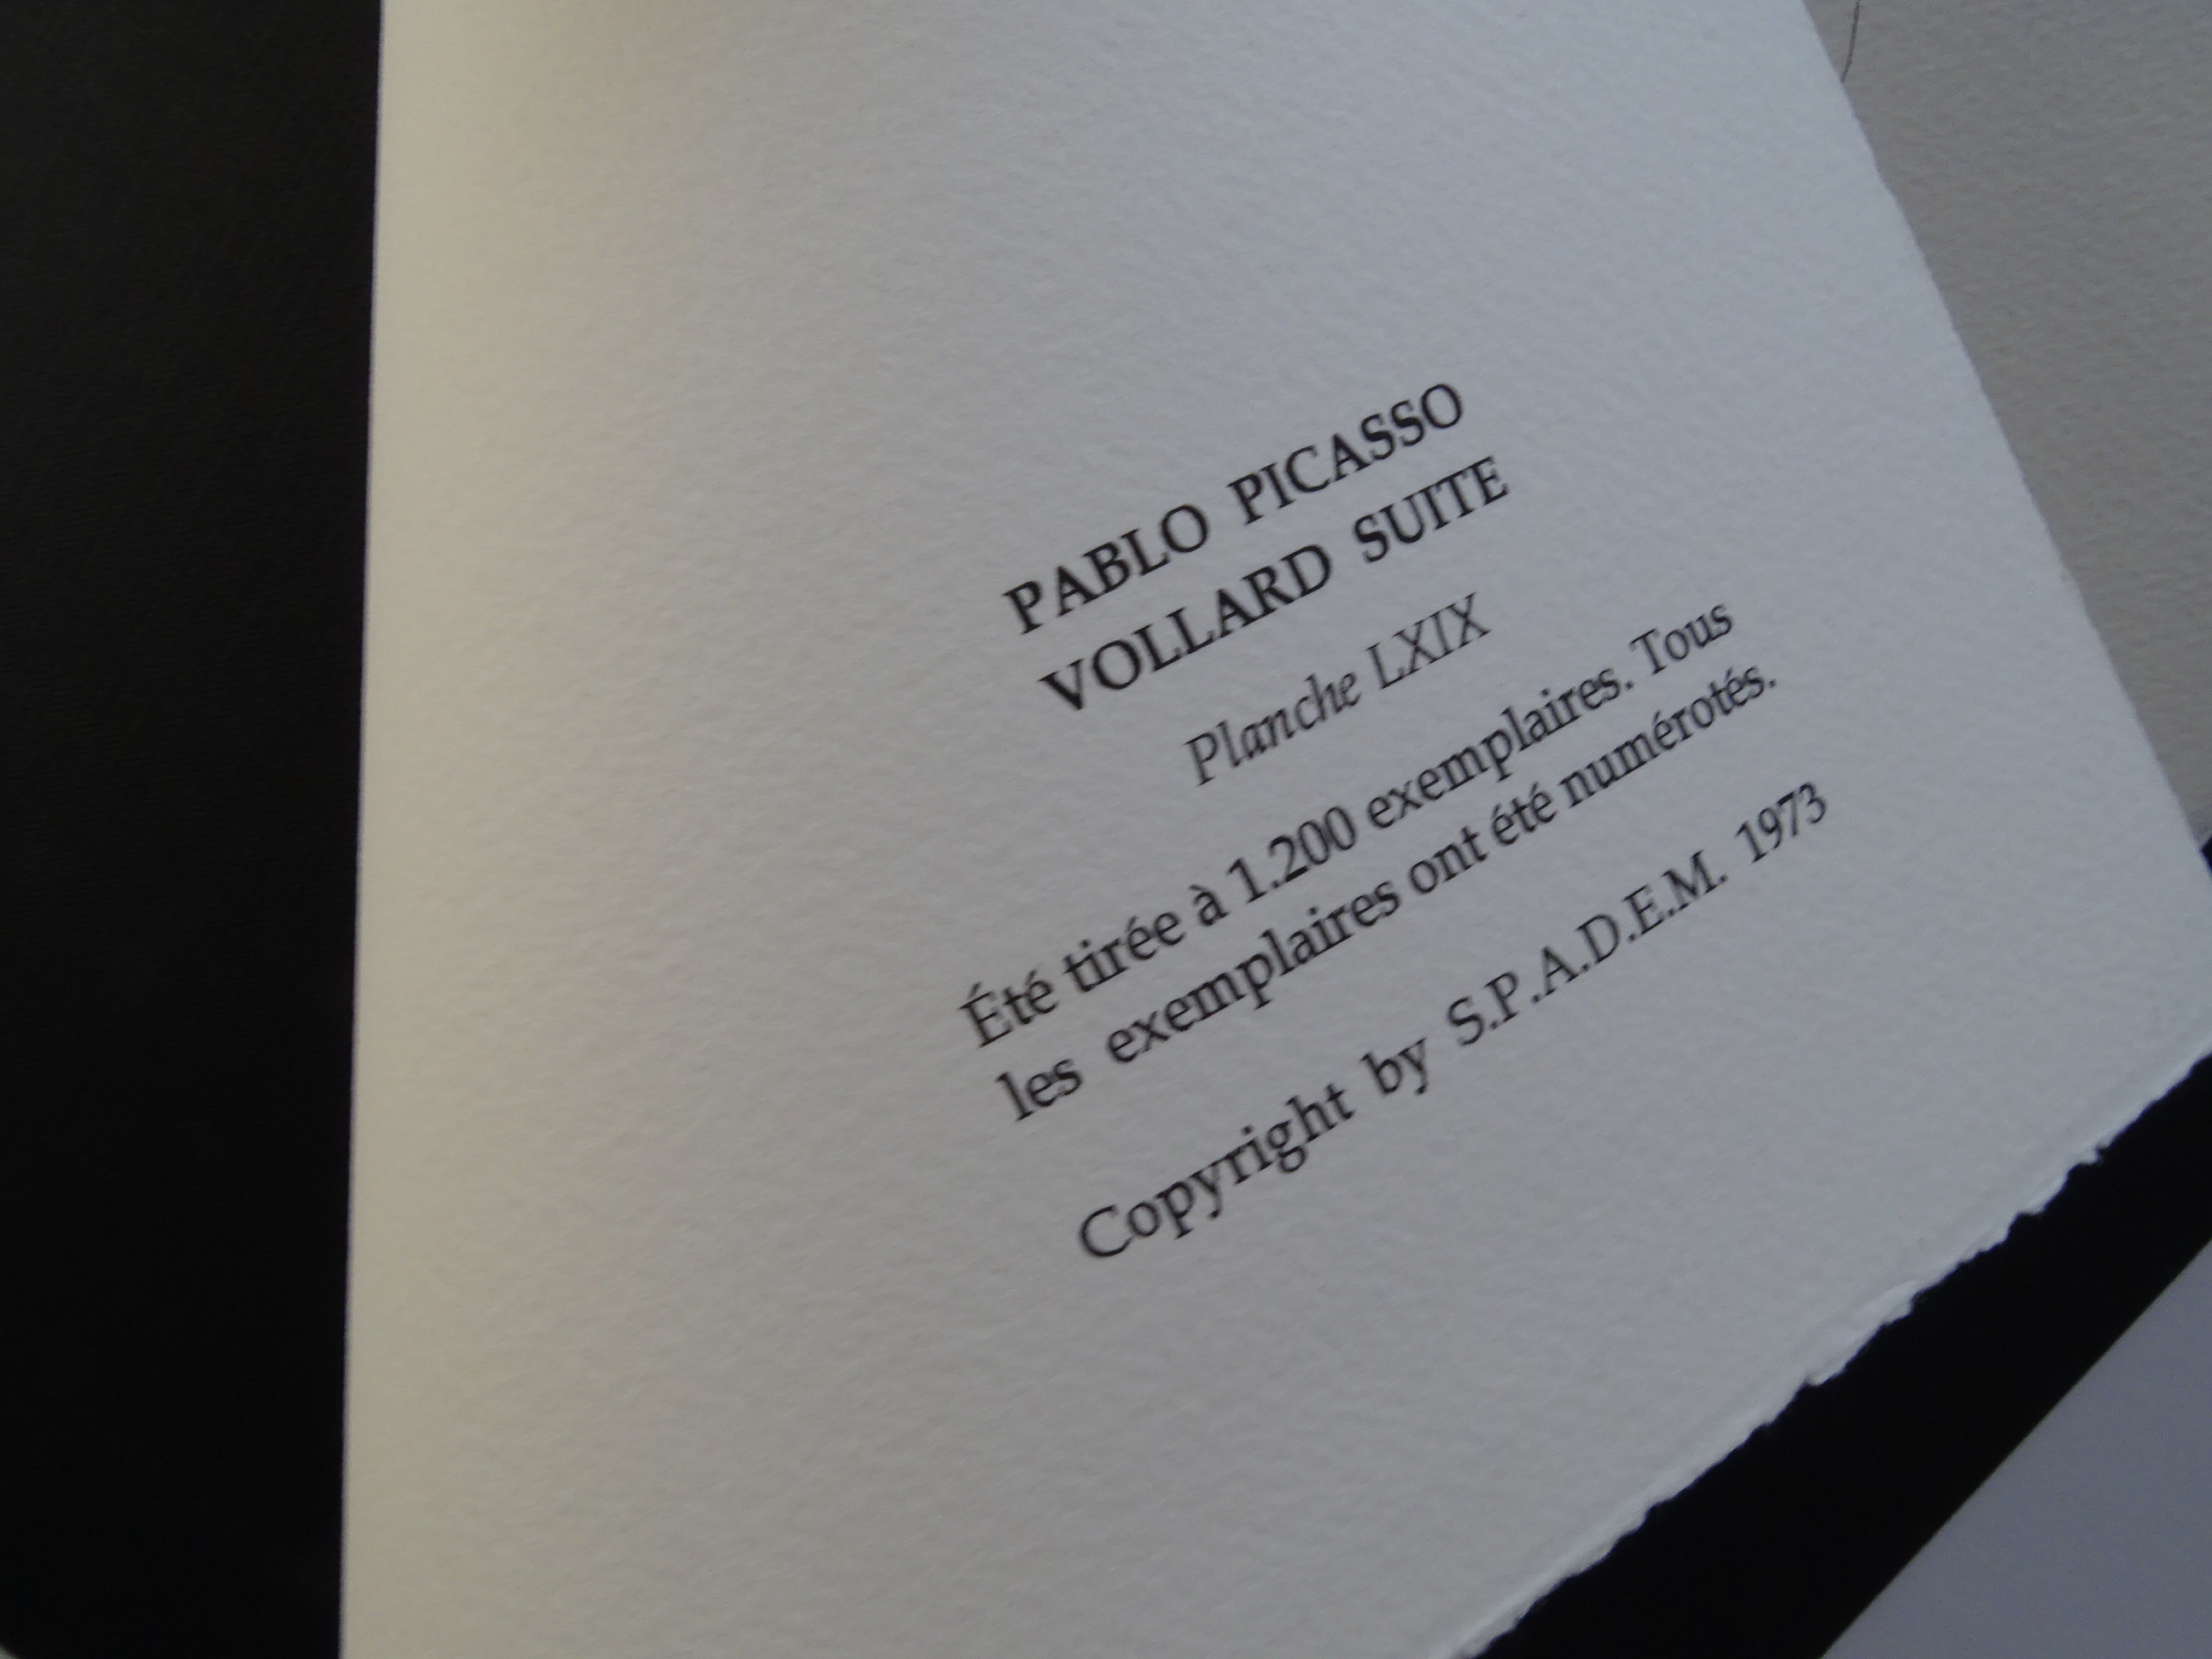 PABLO PICASSO
VOLLARD SUITE
Planche LXIX
Été tirée à 1.200 exemplaires. Tous
les exemplaires ont été numérotés.
Copyright by S.P.A.D.E.M. 1973